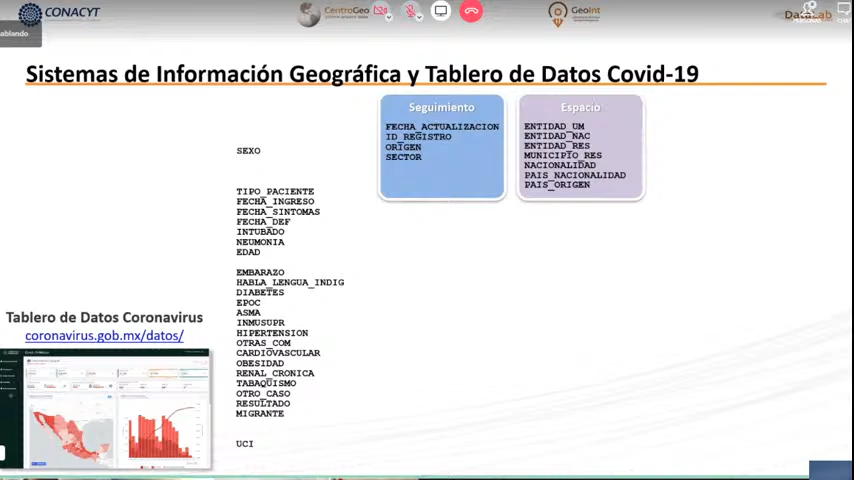 CONACYT
CentroGeo
GeoInt
DataLab
ablando
Sistemas de Información Geográfica y Tablero de Datos Covid-19
Seguimiento
FECHA_ACTUALIZACION
ID_REGISTRO
ORIGEN
SECTOR
Espacio
ENTIDAD_UM
ENTIDAD_NAC
ENTIDAD_RES
MUNICIPIO_RES
NACIONALIDAD
PAIS_NACIONALIDAD
PAIS_ORIGEN
SEXO
TIPO_PACIENTE
FECHA_INGRESO
FECHA_SINTOMAS
FECHA_DEF
INTUBADO
NEUMONIA
EDAD
EMBARAZO
HABLA_LENGUA_INDIG
DIABETES
EPOC
ASMA
INMUSUPR
HIPERTENSION
OTRAS_COM
CARDIOVASCULAR
OBESIDAD
RENAL_CRONICA
TABAQUISMO
OTRO_CASO
RESULTADO
MIGRANTE
UCI
Tablero de Datos Coronavirus
coronavirus.gob.mx/datos/